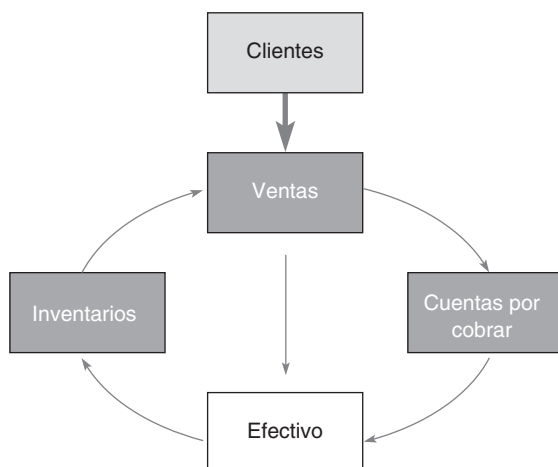 Clientes
Ventas
Inventarios
Cuentas por
cobrar
Efectivo